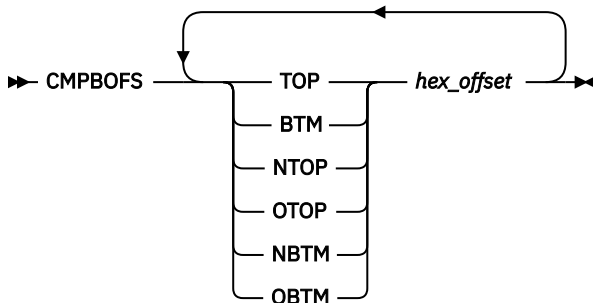 CMPBOFS TOP hex_offset
BTM
NTOP
OTOP
NBTM
OBTM